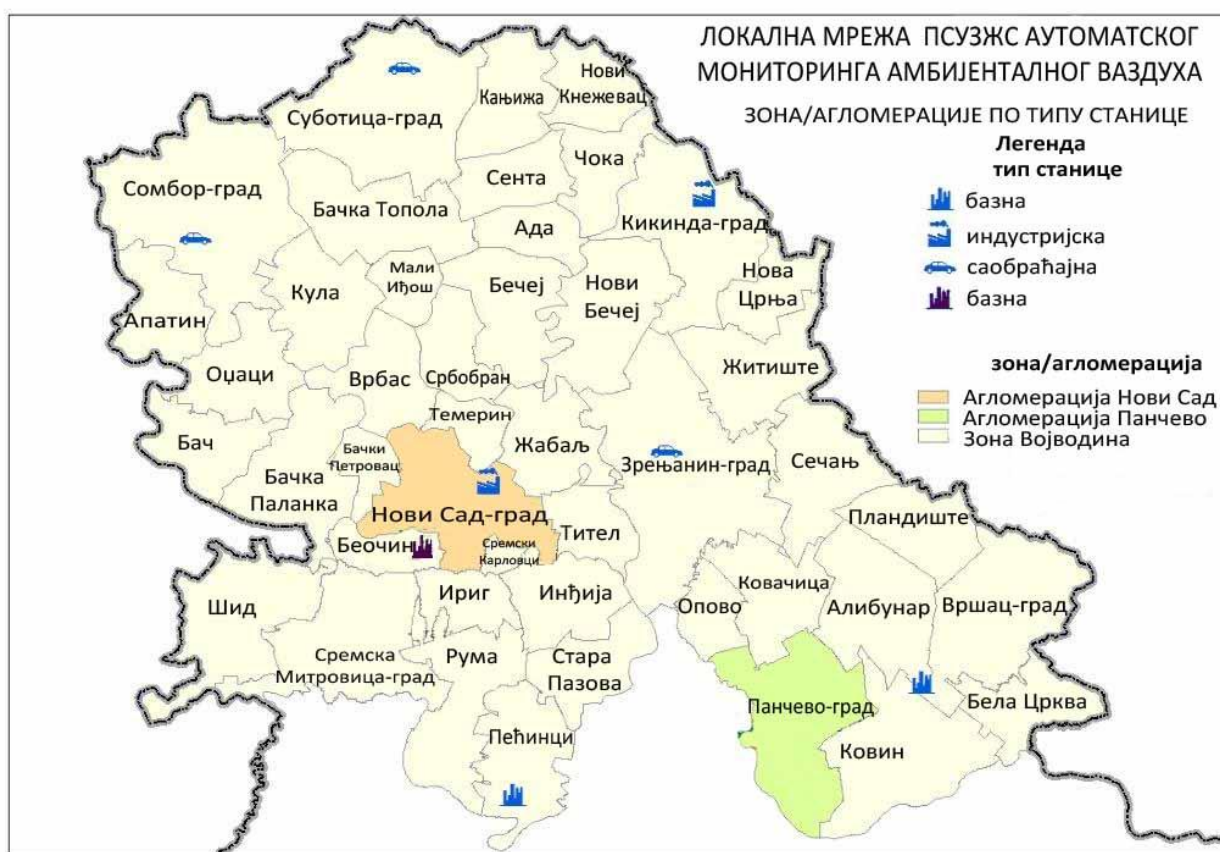 ЛОКАЛНА МРЕЖА ПСУЗЖС АУТОМАТСКОГ
МОНИТОРИНГА АМБИЈЕНТАЛНОГ ВАЗДУХА
ЗОНА/АГЛОМЕРАЦИЈЕ ПО ТИПУ СТАНИЦЕ
Легенда
тип станице
базна
индустријска
саобраћајна
базна
зона/агломерација
Агломерација Нови Сад
Агломерација Панчево
Зона Војводина
Суботица-град
Кањижа
Нови
Кнежевац
Сомбор-град
Бачка Топола
Сента
Чока
Ада
Кикинда-град
Мали
Иђош
Кула
Бечеј
Нови
Бечеј
Нова
Црња
Апатин
Оџаци
Врбас
Србобран
Житиште
Темерин
Бач
Бачки
Петровац
Жабаљ
Зрењанин-град
Сечањ
Бачка
Паланка
Нови Сад-град
Тител
Пландиште
Беочин
Сремски
Карловци
Шид
Ириг
Инђија
Опово
Ковачица
Алибунар
Вршац-град
Сремска
Митровица-град
Рума
Стара
Пазова
Панчево-град
Бела Црква
Пећинци
Ковин